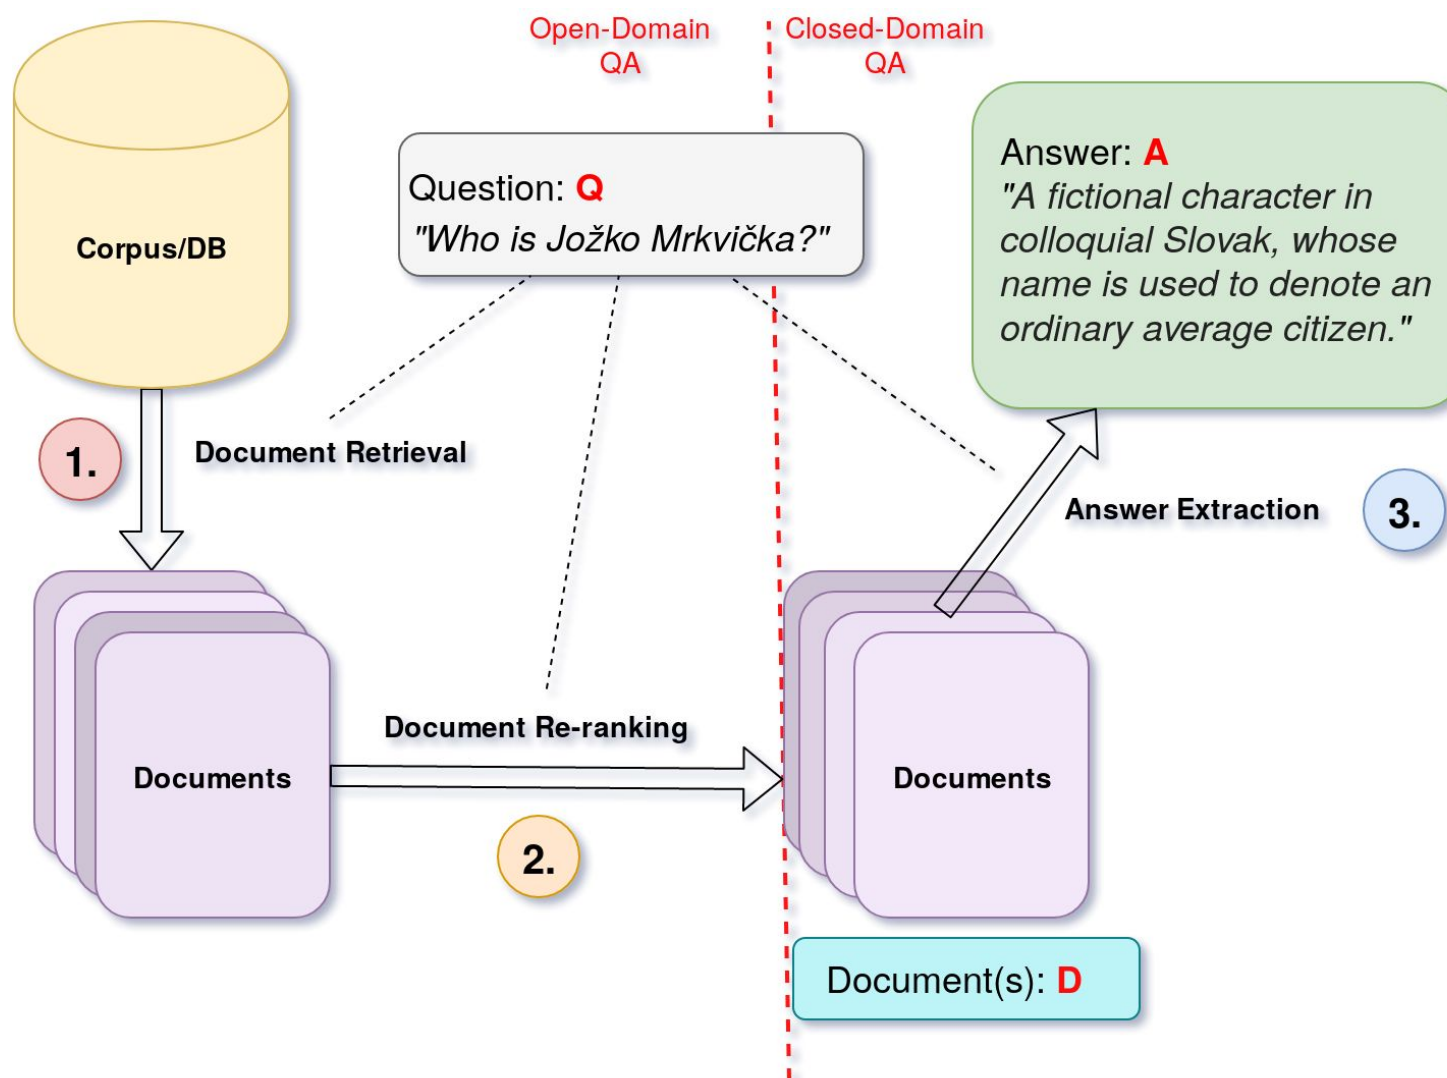 Open-Domain
QA
Closed-Domain
QA
Corpus/DB
Question: Q
"Who is Jožko Mrkvička?"
Answer: A
"A fictional character in
colloquial Slovak, whose
name is used to denote an
ordinary average citizen."
1.
Document Retrieval
Answer Extraction
3.
Document Re-ranking
Documents
Documents
2.
Document(s): D